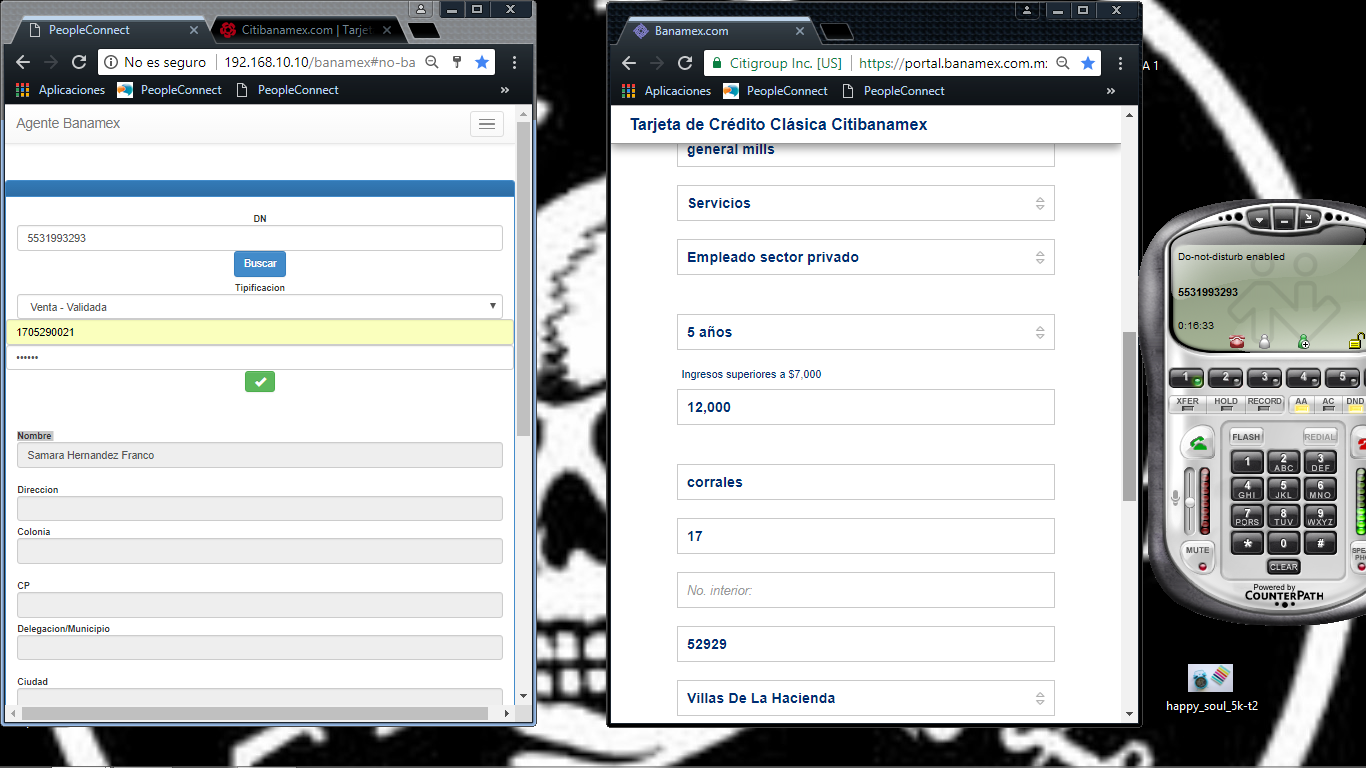 PeopleConnect
Citibanamex.com | Tarjet
No es seguro
192.168.10.10/banamex#no-ba
Aplicaciones
PeopleConnect
PeopleConnect
»
Agente Banamex
DN
5531993293
Buscar
Tipificacion
Venta - Validada
1705290021
••••••
Nombre
Samara Hernandez Franco
Direccion
Colonia
CP
Delegacion/Municipio
Ciudad
Banamex.com
Citigroup Inc. [US]
https://portal.banamex.com.mx
Aplicaciones
PeopleConnect
PeopleConnect
»
Tarjeta de Crédito Clásica Citibanamex
general mills
Servicios
Empleado sector privado
5 años
Ingresos superiores a $7,000
12,000
corrales
17
No. interior:
52929
Villas De La Hacienda
A 1
Do-not-disturb enabled
5531993293
0:16:33
1 2 3 4 5
XFER HOLD RECORD AA AC DND
FLASH REDIAL
1 2 ABC 3 DEF
4 GHI 5 JKL 6 MNO
7 PQRS 8 TUV 9 WXYZ
* 0 #
MUTE
CLEAR
Powered by
COUNTERPATH
happy_soul_5k-t2